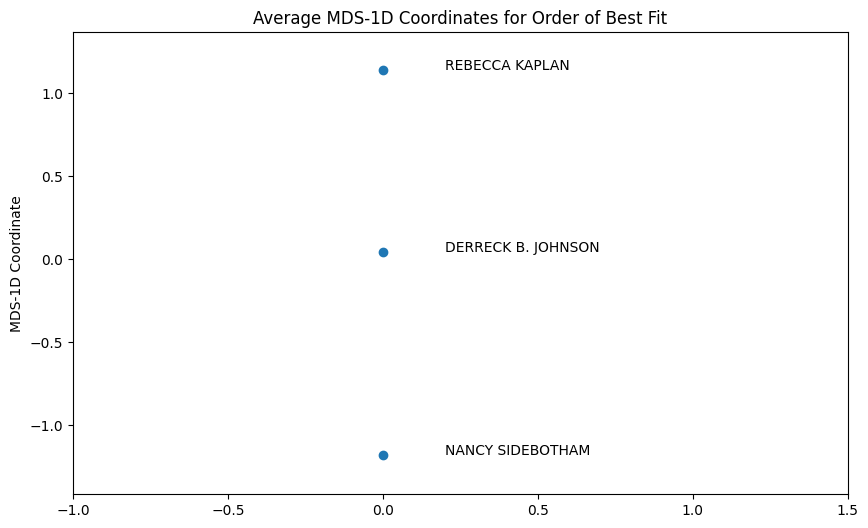 Average MDS-1D Coordinates for Order of Best Fit
REBECCA KAPLAN
1.0
0.5
DERRECK B. JOHNSON
0.0
MDS-1D Coordinate
−0.5
−1.0
NANCY SIDEBOTHAM
−1.0 −0.5 0.0 0.5 1.0 1.5